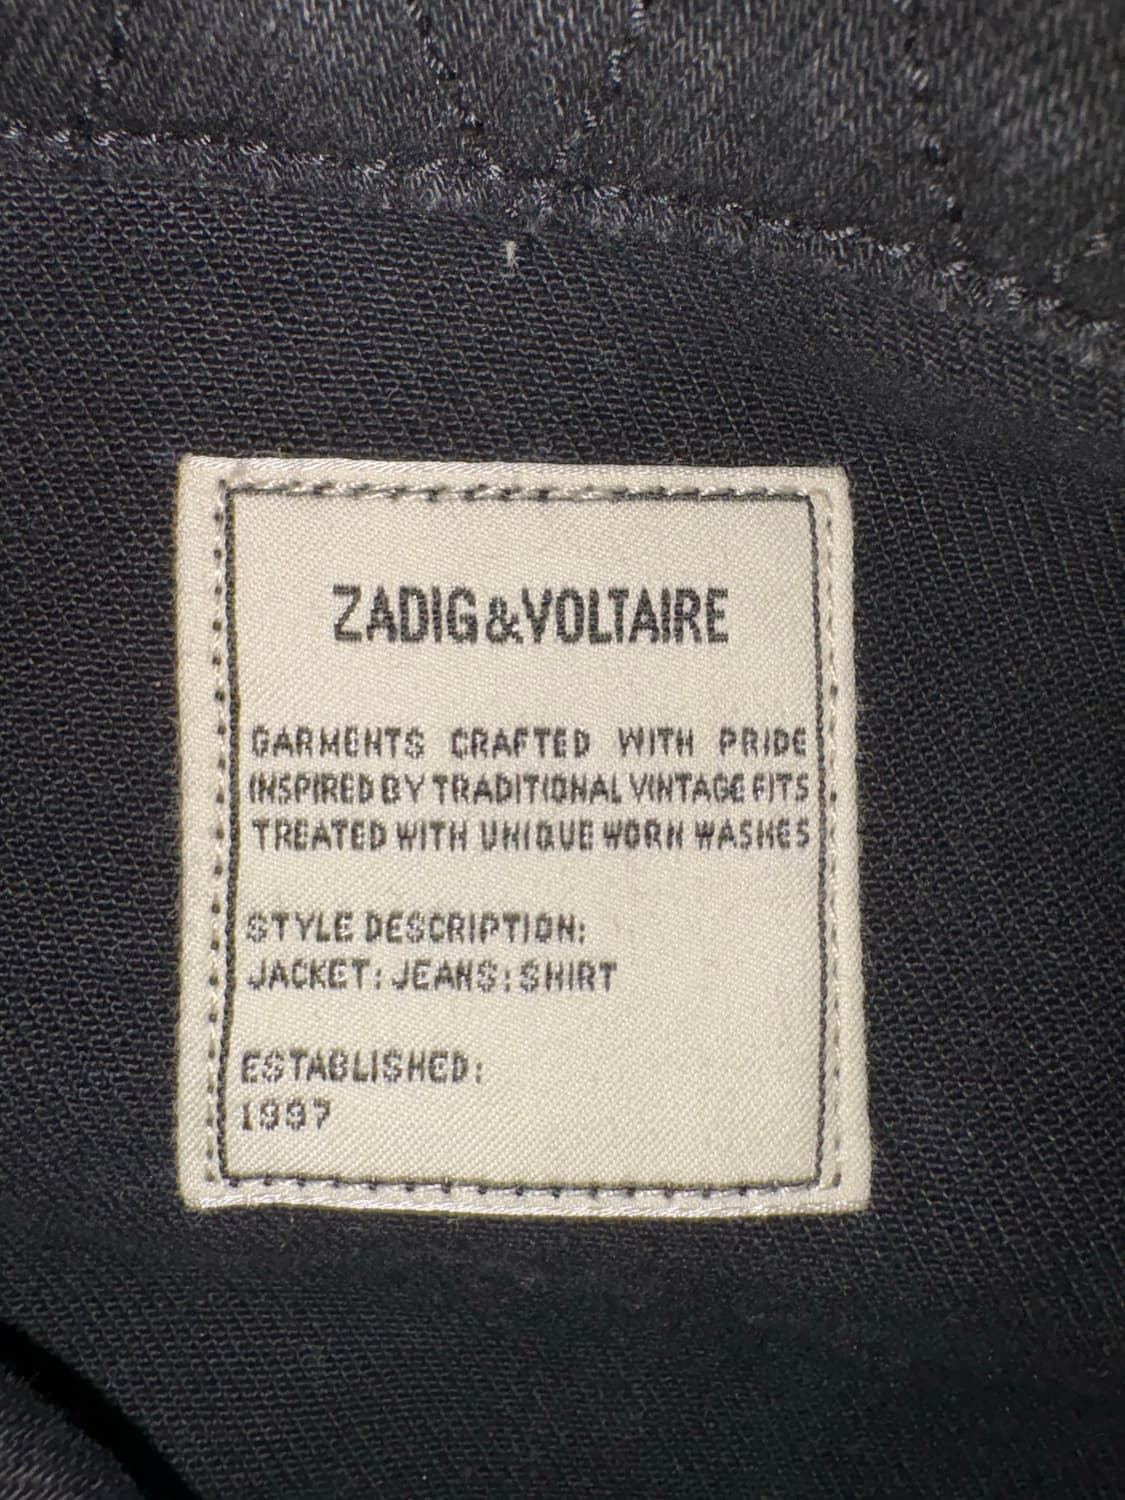 ZADIG&VOLTAIRE
GARMENTS CRAFTED WITH PRIDE
INSPIRED BY TRADITIONAL VINTAGE FITS
TREATED WITH UNIQUE WORN WASHES
STYLE DESCRIPTION:
JACKET: JEANS: SHIRT
ESTABLISHED:
1997